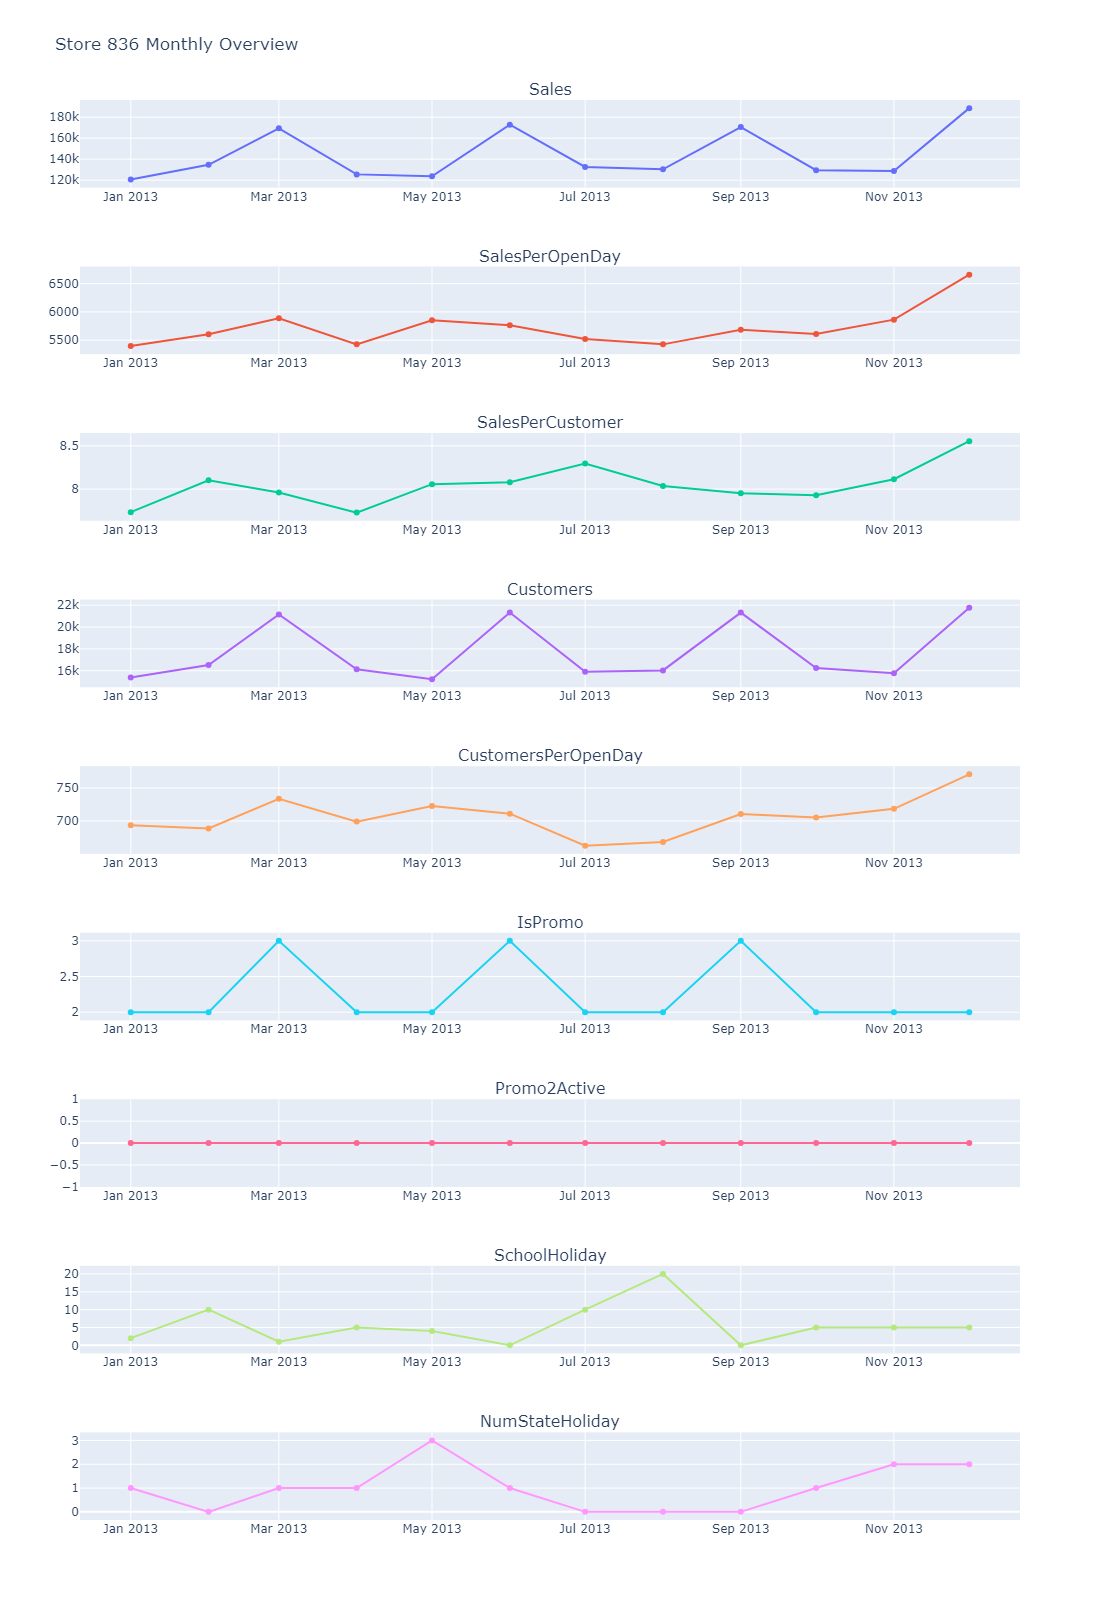 Store 836 Monthly Overview
Sales
180k
160k
140k
120k
Jan 2013 Mar 2013 May 2013 Jul 2013 Sep 2013 Nov 2013
SalesPerOpenDay
6500
6000
5500
Jan 2013 Mar 2013 May 2013 Jul 2013 Sep 2013 Nov 2013
SalesPerCustomer
8.5
8
Jan 2013 Mar 2013 May 2013 Jul 2013 Sep 2013 Nov 2013
Customers
22k
20k
18k
16k
Jan 2013 Mar 2013 May 2013 Jul 2013 Sep 2013 Nov 2013
CustomersPerOpenDay
750
700
Jan 2013 Mar 2013 May 2013 Jul 2013 Sep 2013 Nov 2013
IsPromo
3
2.5
2
Jan 2013 Mar 2013 May 2013 Jul 2013 Sep 2013 Nov 2013
Promo2Active
1
0.5
0
−0.5
−1
Jan 2013 Mar 2013 May 2013 Jul 2013 Sep 2013 Nov 2013
SchoolHoliday
20
15
10
5
0
Jan 2013 Mar 2013 May 2013 Jul 2013 Sep 2013 Nov 2013
NumStateHoliday
3
2
1
0
Jan 2013 Mar 2013 May 2013 Jul 2013 Sep 2013 Nov 2013